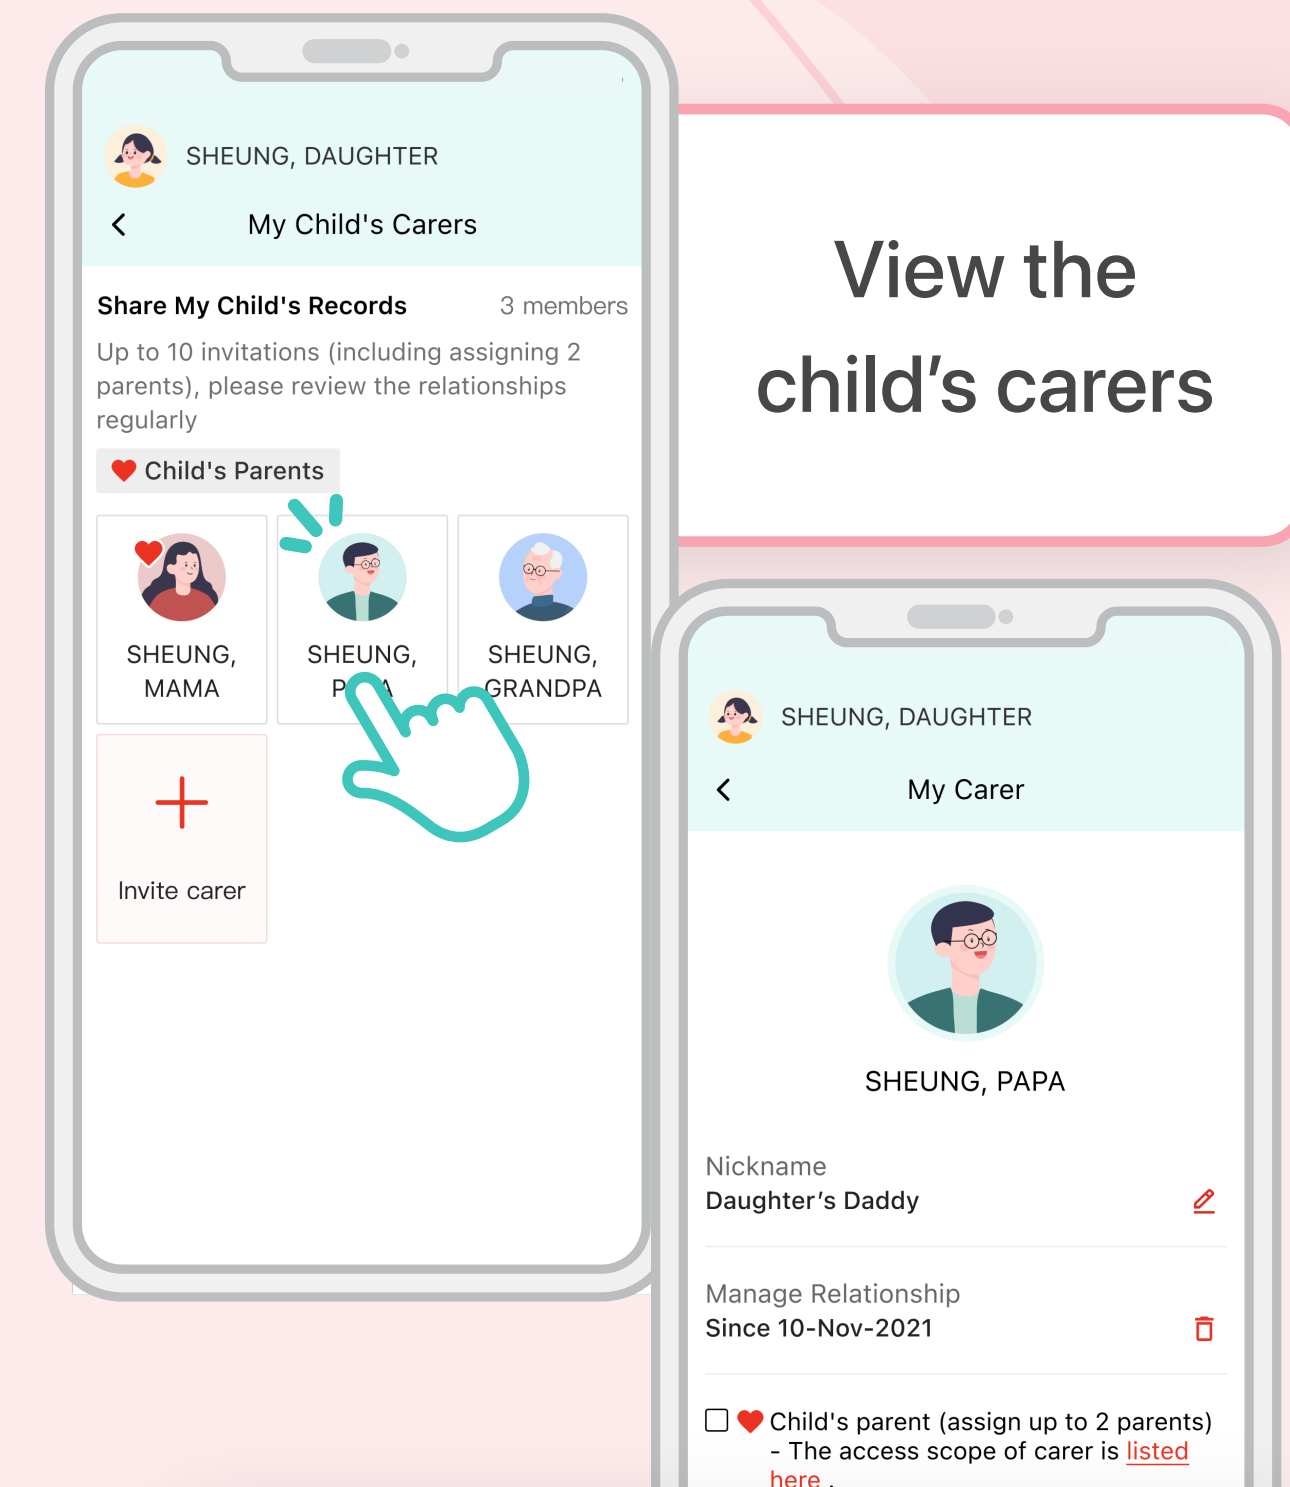 SHEUNG, DAUGHTER
My Child's Carers
Share My Child's Records
3 members
Up to 10 invitations (including assigning 2
parents), please review the relationships
regularly
Child's Parents
SHEUNG,
MAMA
SHEUNG,
SHEUNG,
GRANDPA
Invite carer
View the
child’s carers
SHEUNG, DAUGHTER
My Carer
SHEUNG, PAPA
Nickname
Daughter’s Daddy
Manage Relationship
Since 10-Nov-2021
Child's parent (assign up to 2 parents)
- The access scope of carer is listed
here .